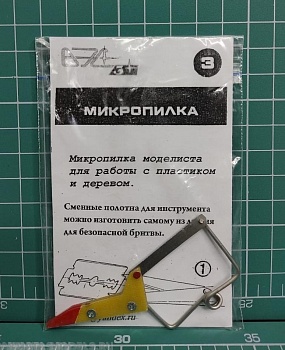 3
МИКРОПИЛКА
Микропилка моделиста
для работы с пластиком
и деревом.
Сменные полотна для инструмента
можно изготовить самому из
для безопасной бритвы.
1
25
30
35